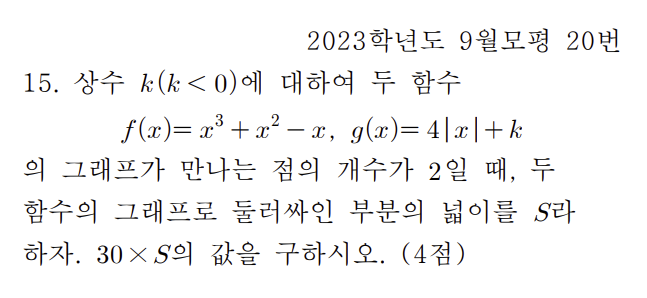 2023학년도 9월모평 20번
15. 상수 k(k<0)에 대하여 두 함수
f(x)=x³+x²-x, g(x)=4|x|+k
의 그래프가 만나는 점의 개수가 2일 때, 두
함수의 그래프로 둘러싸인 부분의 넓이를 S라
하자. 30×S의 값을 구하시오. (4점)